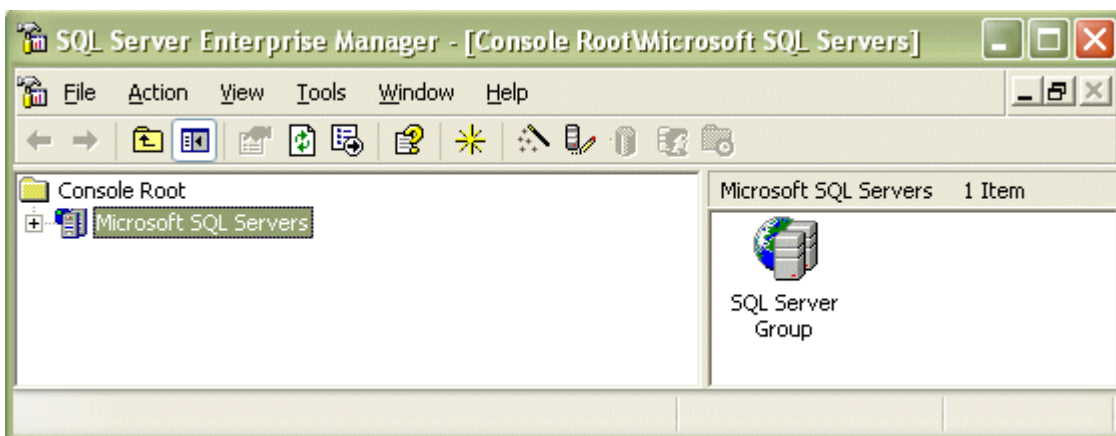 SQL Server Enterprise Manager - [Console Root\Microsoft SQL Servers]
File Action View Tools Window Help
Console Root
Microsoft SQL Servers
Microsoft SQL Servers 1 Item
SQL Server
Group